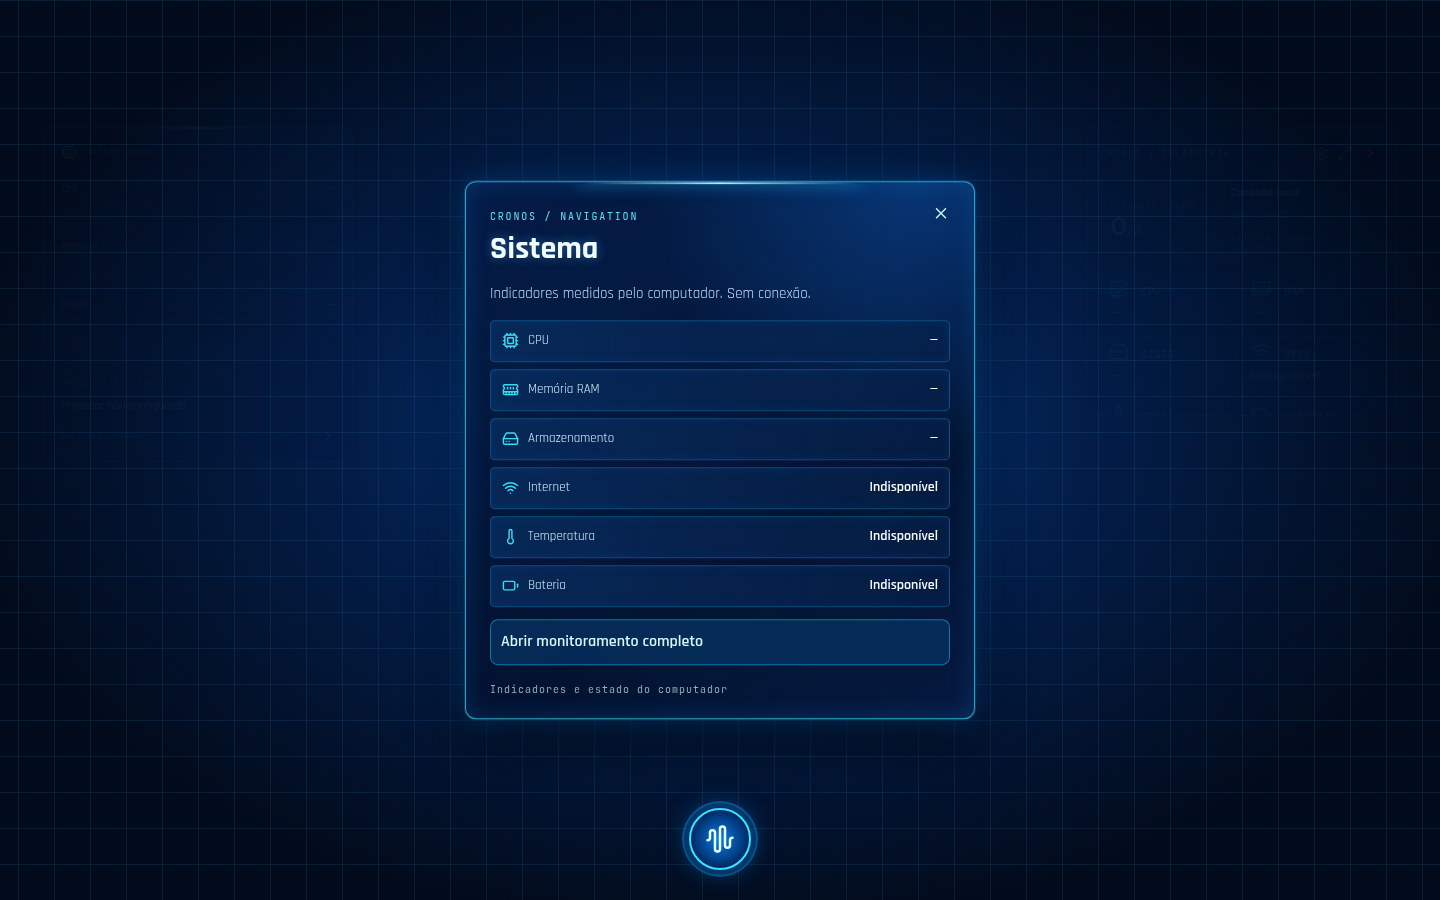 CRONOS / NAVIGATION
Sistema
Indicadores medidos pelo computador. Sem conexão.
CPU –
Memória RAM –
Armazenamento –
Internet Indisponível
Temperatura Indisponível
Bateria Indisponível
Abrir monitoramento completo
Indicadores e estado do computador